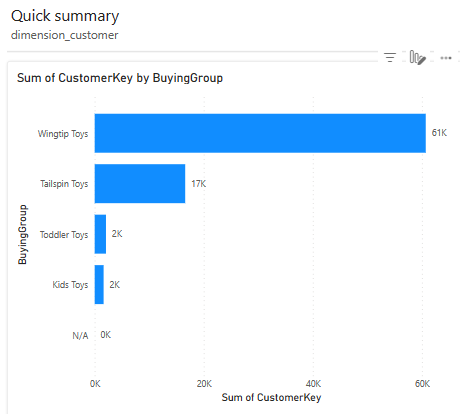 Quick summary
dimension_customer
Sum of CustomerKey by BuyingGroup
BuyingGroup
Wingtip Toys 61K
Tailspin Toys 17K
Toddler Toys 2K
Kids Toys 2K
N/A 0K
0K 20K 40K 60K
Sum of CustomerKey